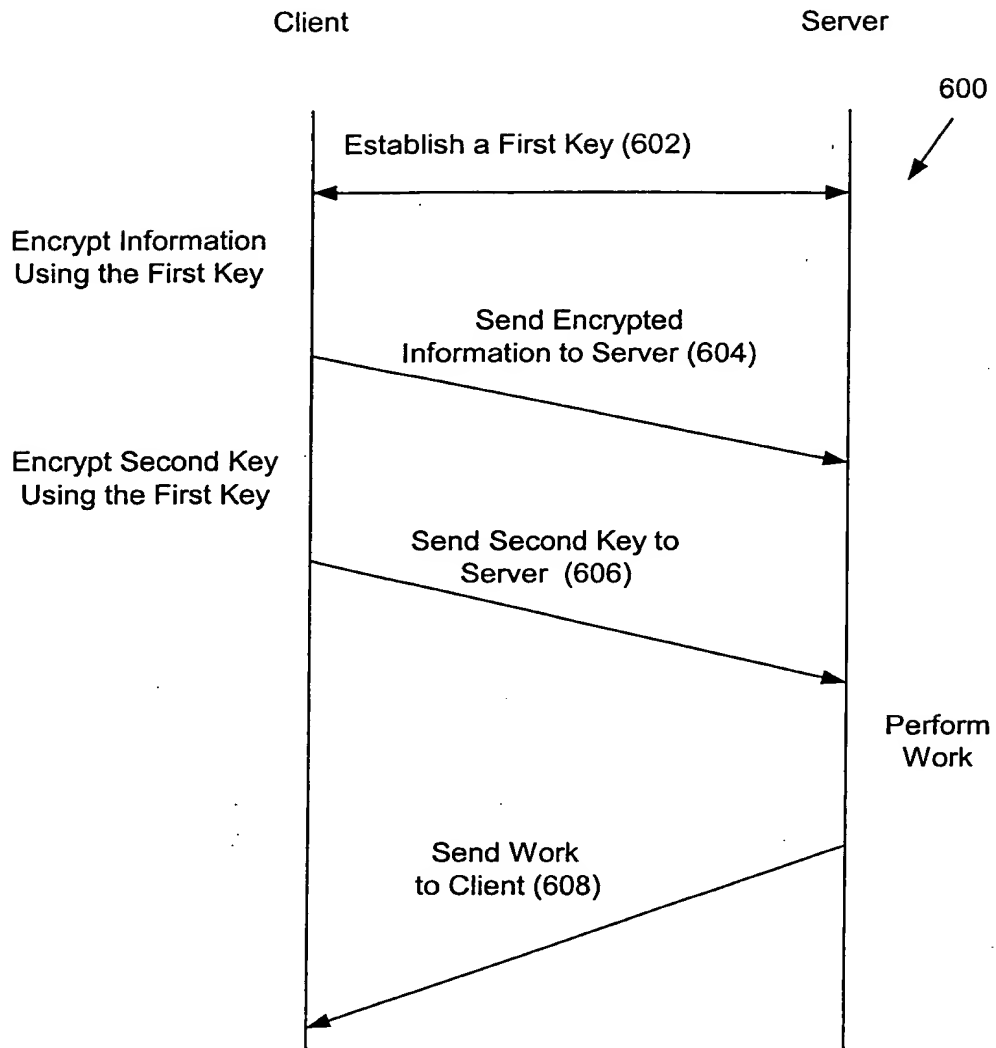 Client
Server
600
Establish a First Key (602)
Encrypt Information
Using the First Key
Send Encrypted
Information to Server (604)
Encrypt Second Key
Using the First Key
Send Second Key to
Server (606)
Perform
Work
Send Work
to Client (608)